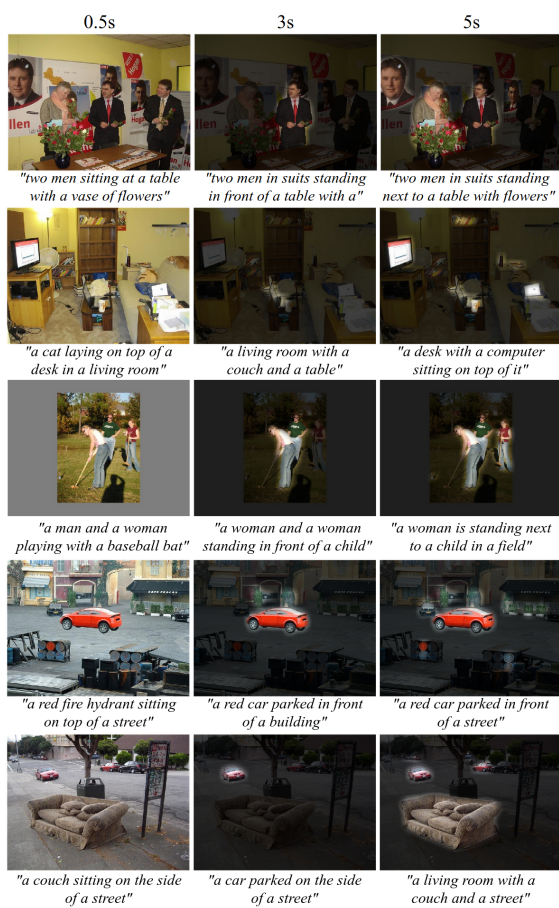 0.5s 3s 5s
llen
Hogan
Hogan
"two men sitting at a table
with a vase of flowers"
"two men in suits standing
in front of a table with a"
"two men in suits standing
next to a table with flowers"
"a cat laying on top of a
desk in a living room"
"a living room with a
couch and a table"
"a desk with a computer
sitting on top of it"
"a man and a woman
playing with a baseball bat"
"a woman and a woman
standing in front of a child"
"a woman is standing next
to a child in a field"
"a red fire hydrant sitting
on top of a street"
"a red car parked in front
of a building"
"a red car parked in front
of a street"
"a couch sitting on the side
of a street"
"a car parked on the side
of a street"
"a living room with a
couch and a street"